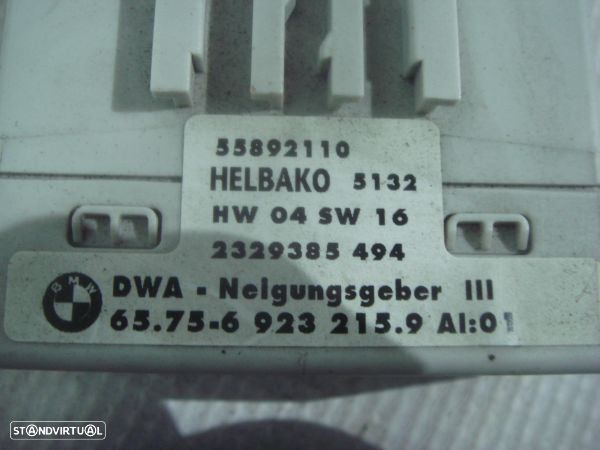 55892110
HELBAKO 5132
HW 04 SW 16
2329385 494
BMW
DWA - Neigungsgeber III
65.75-6 923 215.9 AI:01
STANDVIRTUAL